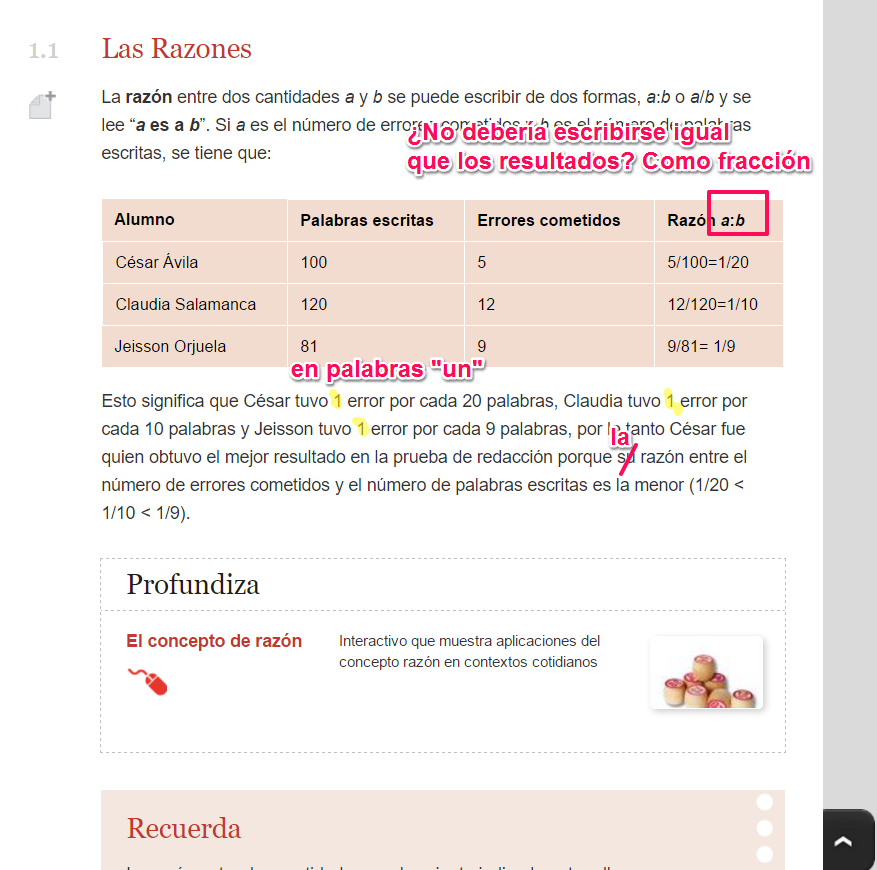 1.1 Las Razones
La razón entre dos cantidades a y b se puede escribir de dos formas, a:b o a/b y se
lee “a es a b”. Si a es el número de errores cometidos y b es el número de palabras
¿No debería escribirse igual
escritas, se tiene que:
que los resultados? Como fracción
Alumno Palabras escritas Errores cometidos Razón a:b
César Ávila 100 5 5/100=1/20
Claudia Salamanca 120 12 12/120=1/10
Jeisson Orjuela 81 9 9/81= 1/9
en palabras "un"
Esto significa que César tuvo 1 error por cada 20 palabras, Claudia tuvo 1 error por
cada 10 palabras y Jeisson tuvo 1 error por cada 9 palabras, por lo tanto César fue
la
quien obtuvo el mejor resultado en la prueba de redacción porque su razón entre el
número de errores cometidos y el número de palabras escritas es la menor (1/20 <
1/10 < 1/9).
Profundiza
El concepto de razón
Interactivo que muestra aplicaciones del
concepto razón en contextos cotidianos
Recuerda